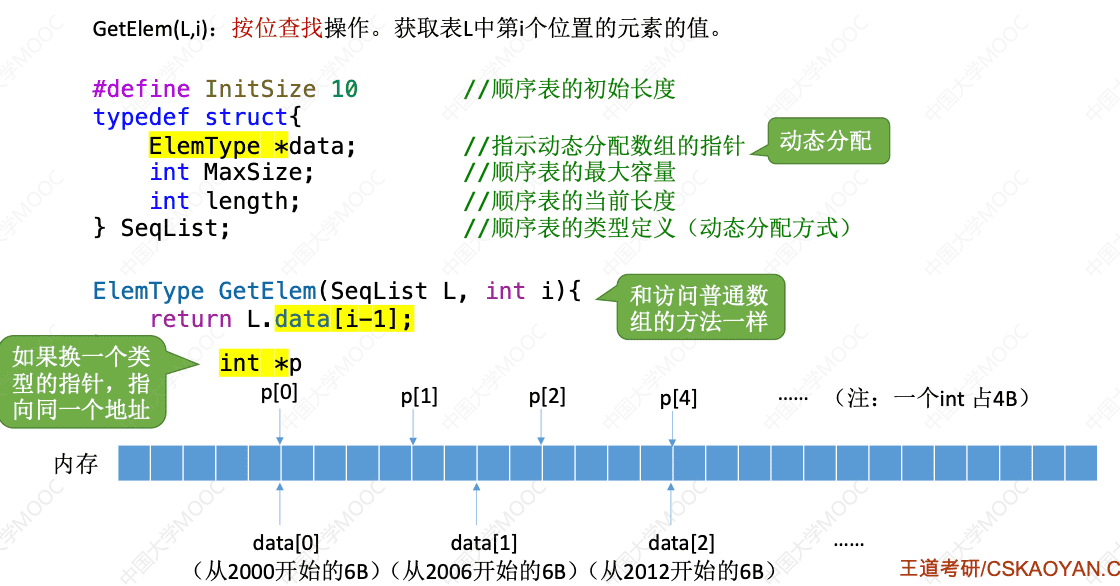 GetElem(L,i)：按位查找操作。获取表L中第i个位置的元素的值。
#define InitSize 10 //顺序表的初始长度
typedef struct{
ElemType *data; //指示动态分配数组的指针
动态分配
int MaxSize; //顺序表的最大容量
int length; //顺序表的当前长度
} SeqList; //顺序表的类型定义（动态分配方式）
ElemType GetElem(SeqList L, int i){
return L.data[i-1];
和访问普通数
组的方法一样
如果换一个类
型的指针，指
向同一个地址
int *p
p[0] p[1] p[2] p[4] …… （注：一个int 占4B）
内存
data[0] data[1] data[2] ……
（从2000开始的6B）（从2006开始的6B）（从2012开始的6B）
王道考研/CSKAOYAN.C
中国大学MOOC